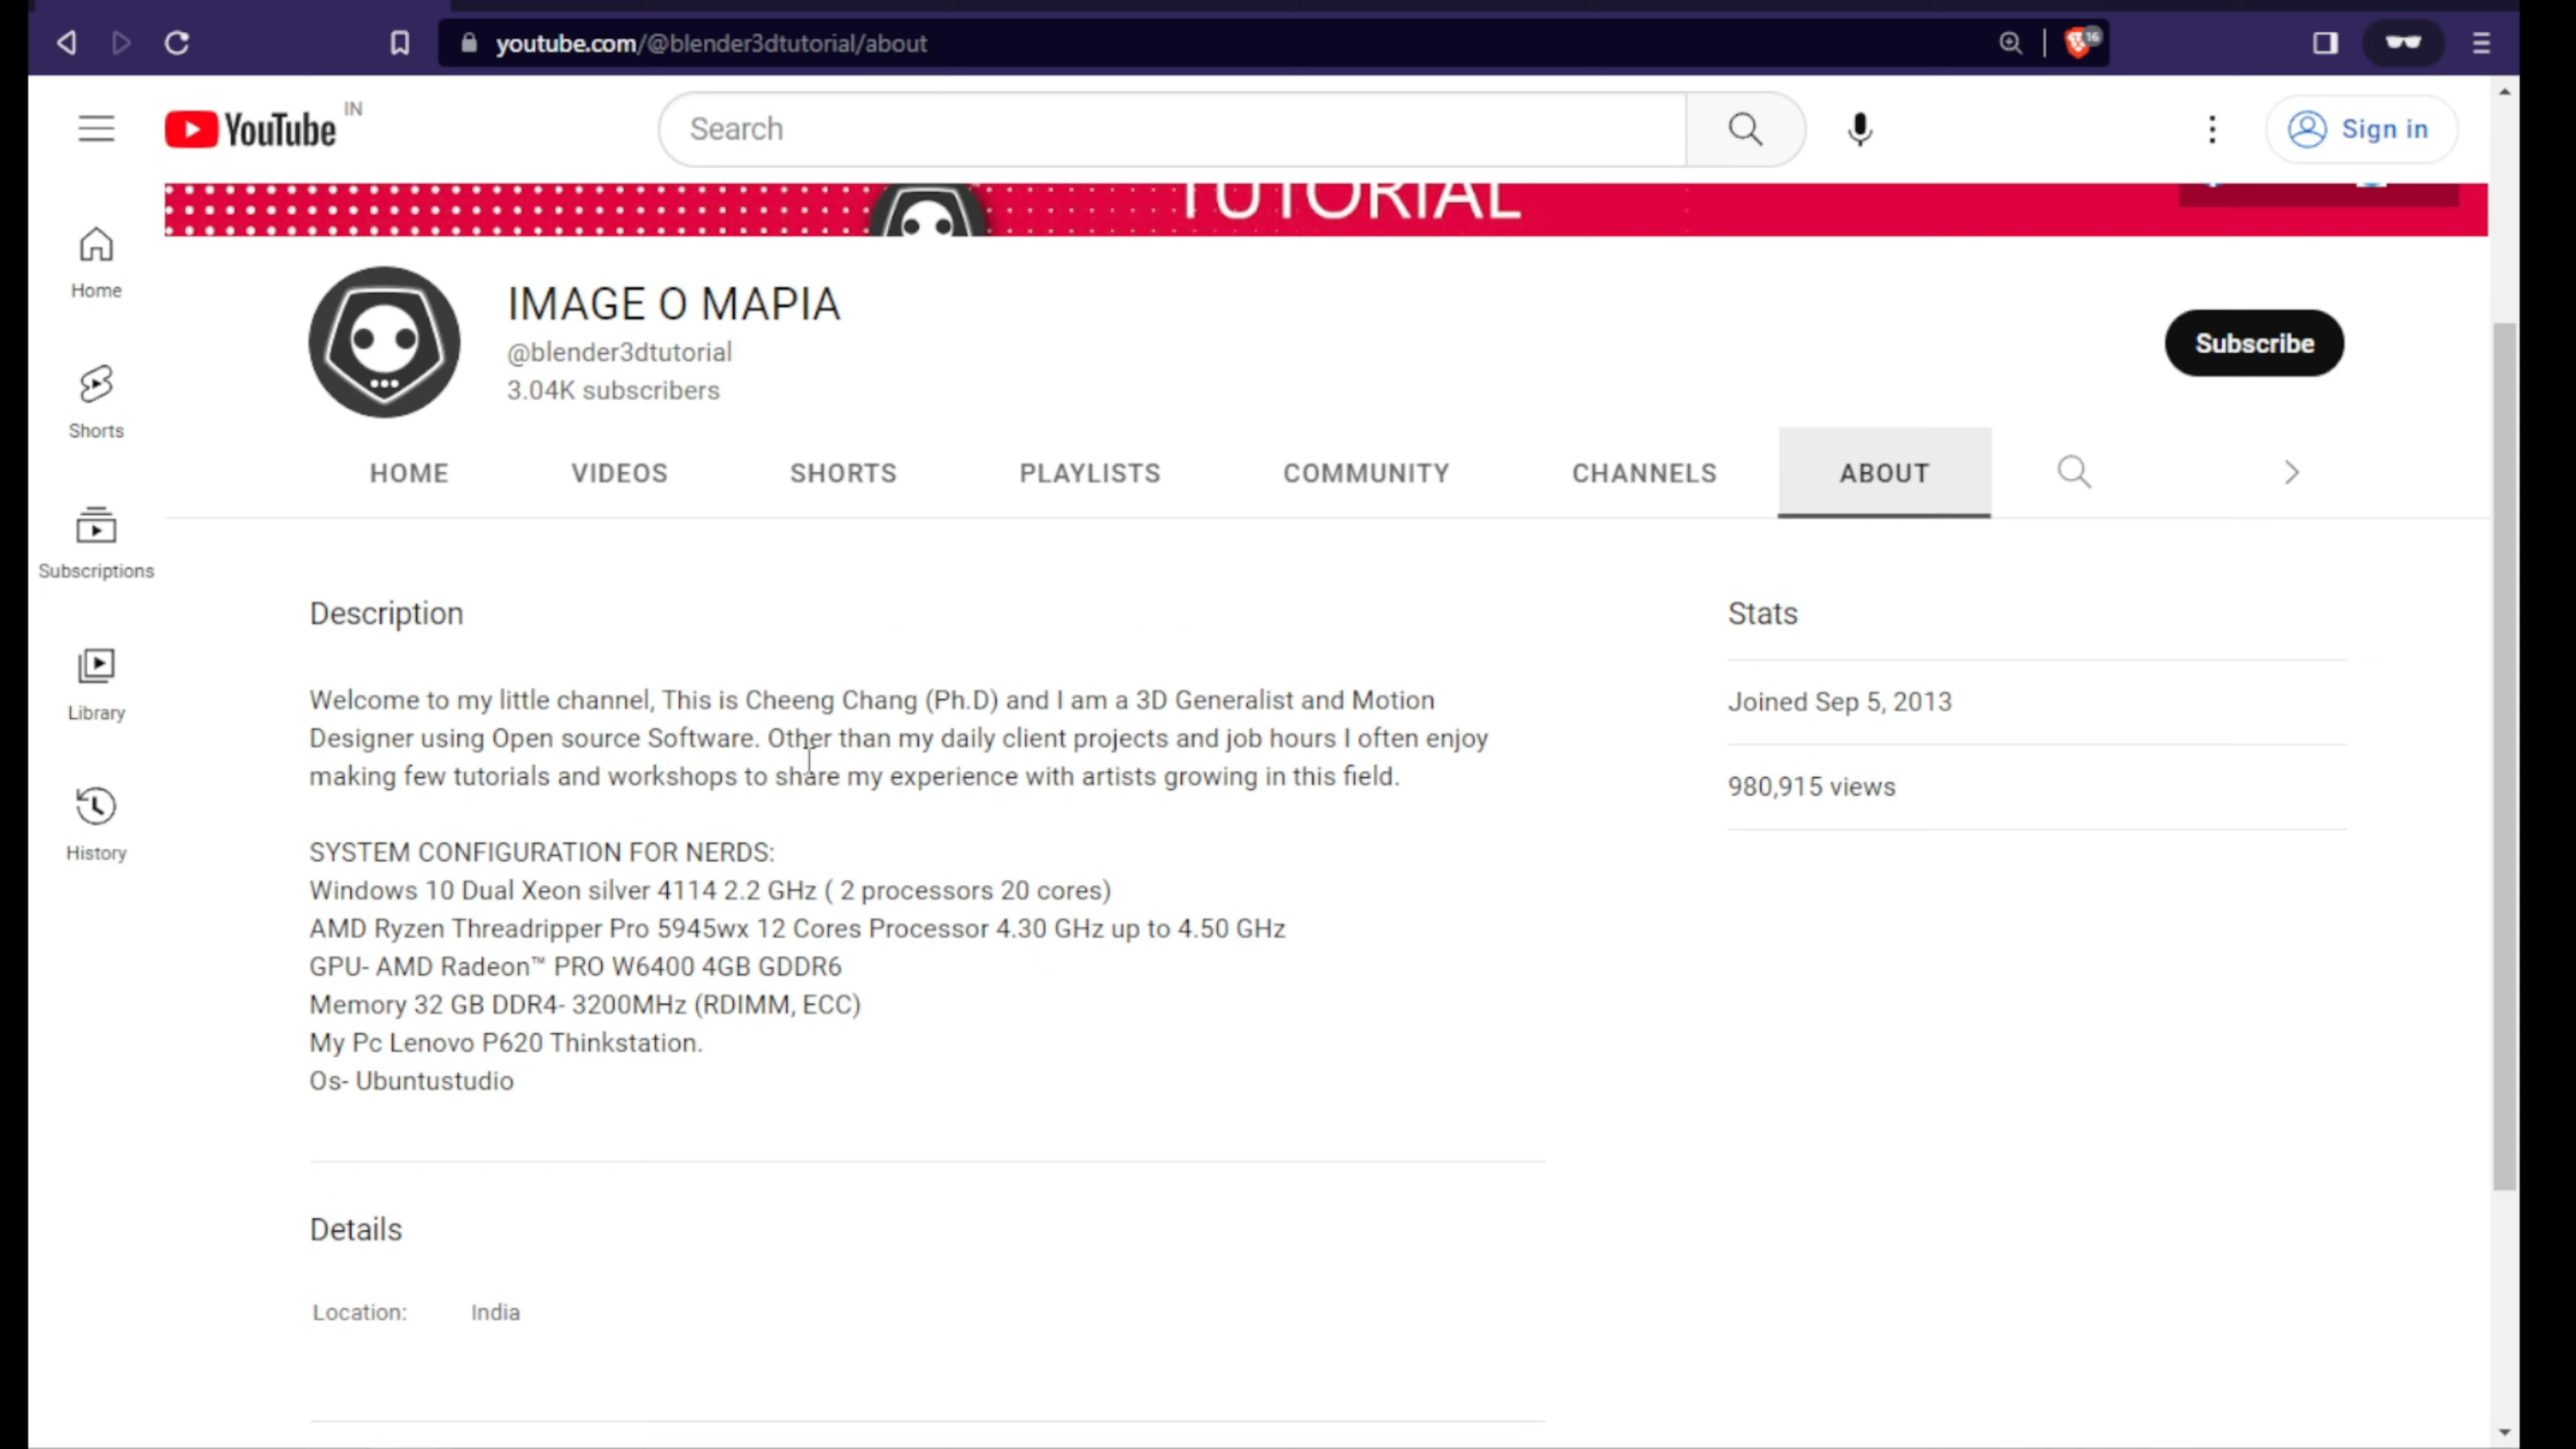 youtube.com/@blender3dtutorial/about
16
YouTube IN
Search
Sign in
TUTORIAL
Home
Shorts
Subscriptions
Library
History
IMAGE O MAPIA
@blender3dtutorial
3.04K subscribers
Subscribe
HOME VIDEOS SHORTS PLAYLISTS COMMUNITY CHANNELS ABOUT
Description
Welcome to my little channel, This is Cheeng Chang (Ph.D) and I am a 3D Generalist and Motion
Designer using Open source Software. Other than my daily client projects and job hours I often enjoy
making few tutorials and workshops to share my experience with artists growing in this field.
SYSTEM CONFIGURATION FOR NERDS:
Windows 10 Dual Xeon silver 4114 2.2 GHz ( 2 processors 20 cores)
AMD Ryzen Threadripper Pro 5945wx 12 Cores Processor 4.30 GHz up to 4.50 GHz
GPU- AMD Radeon™ PRO W6400 4GB GDDR6
Memory 32 GB DDR4- 3200MHz (RDIMM, ECC)
My Pc Lenovo P620 Thinkstation.
Os- Ubuntustudio
Stats
Joined Sep 5, 2013
980,915 views
Details
Location: India